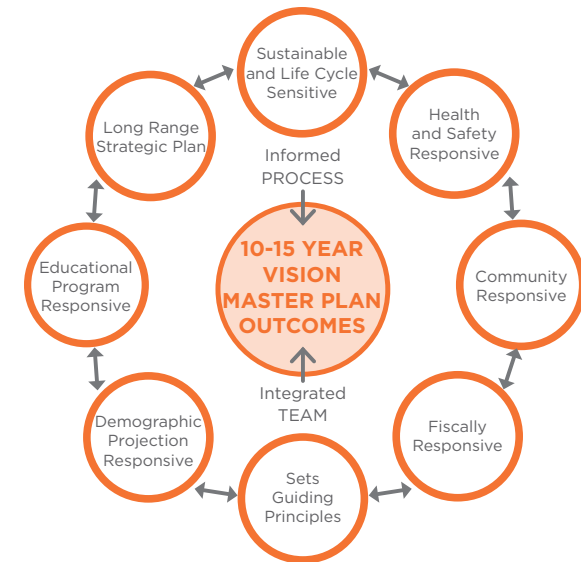 Sustainable
and Life Cycle
Sensitive
Health
and Safety
Responsive
Community
Responsive
Fiscally
Responsive
Sets
Guiding
Principles
Demographic
Projection
Responsive
Educational
Program
Responsive
Long Range
Strategic Plan
Informed
PROCESS
10-15 YEAR
VISION
MASTER PLAN
OUTCOMES
Integrated
TEAM